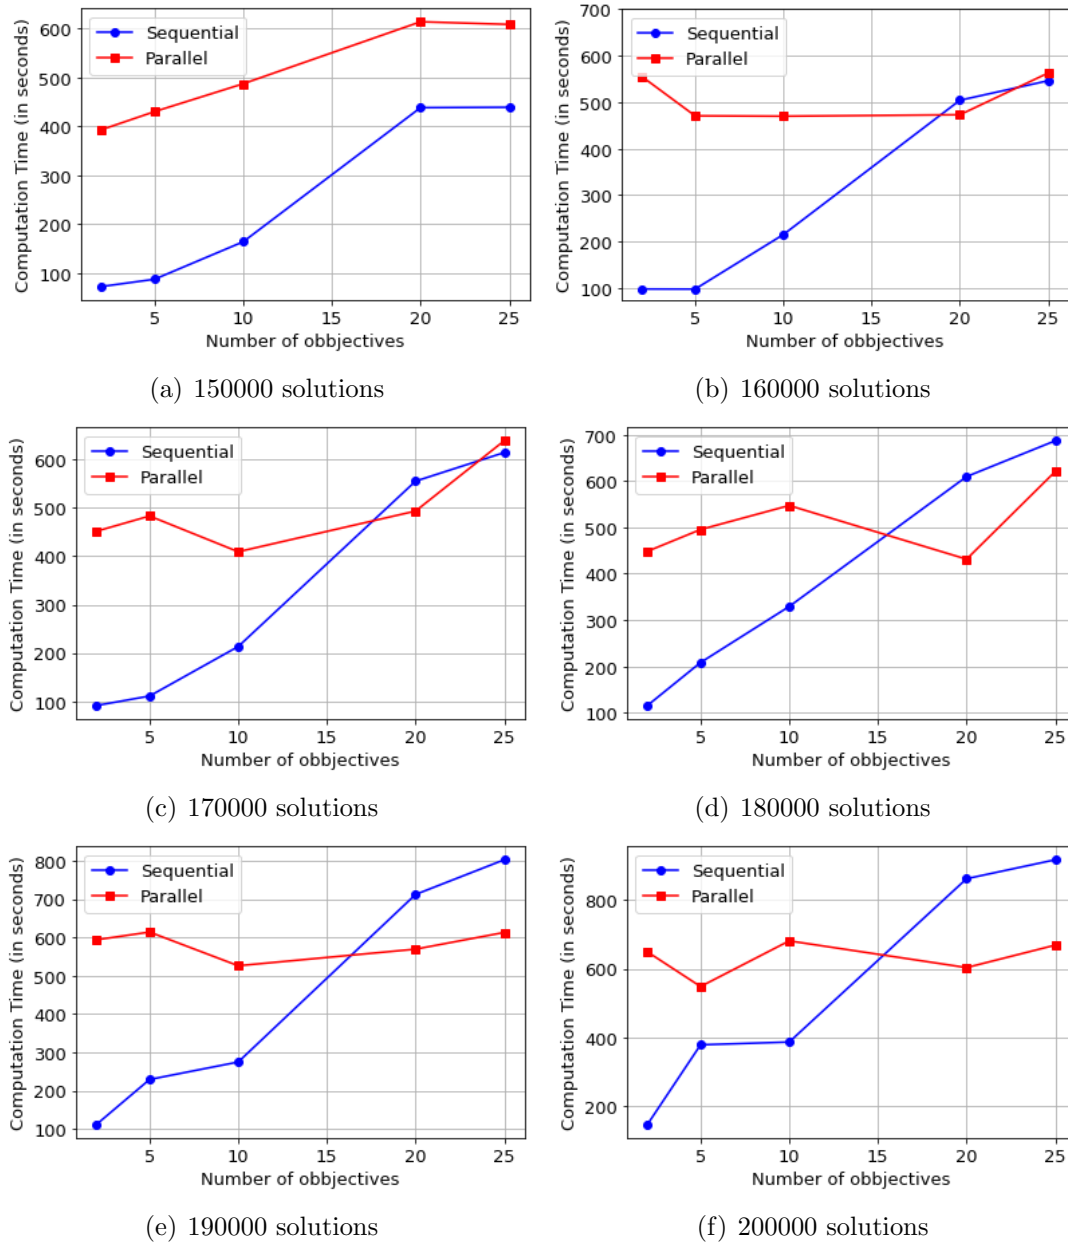 600
500
400
300
200
100
Computation Time (in seconds)
Sequential
Parallel
5
10
15
20
25
Number of obbjectives
(a) 150000 solutions
700
600
500
400
300
200
100
Computation Time (in seconds)
Sequential
Parallel
5
10
15
20
25
Number of obbjectives
(b) 160000 solutions
600
500
400
300
200
100
Computation Time (in seconds)
Sequential
Parallel
5
10
15
20
25
Number of obbjectives
(c) 170000 solutions
700
600
500
400
300
200
100
Computation Time (in seconds)
Sequential
Parallel
5
10
15
20
25
Number of obbjectives
(d) 180000 solutions
800
700
600
500
400
300
200
100
Computation Time (in seconds)
Sequential
Parallel
5
10
15
20
25
Number of obbjectives
(e) 190000 solutions
800
600
400
200
Computation Time (in seconds)
Sequential
Parallel
5
10
15
20
25
Number of obbjectives
(f) 200000 solutions